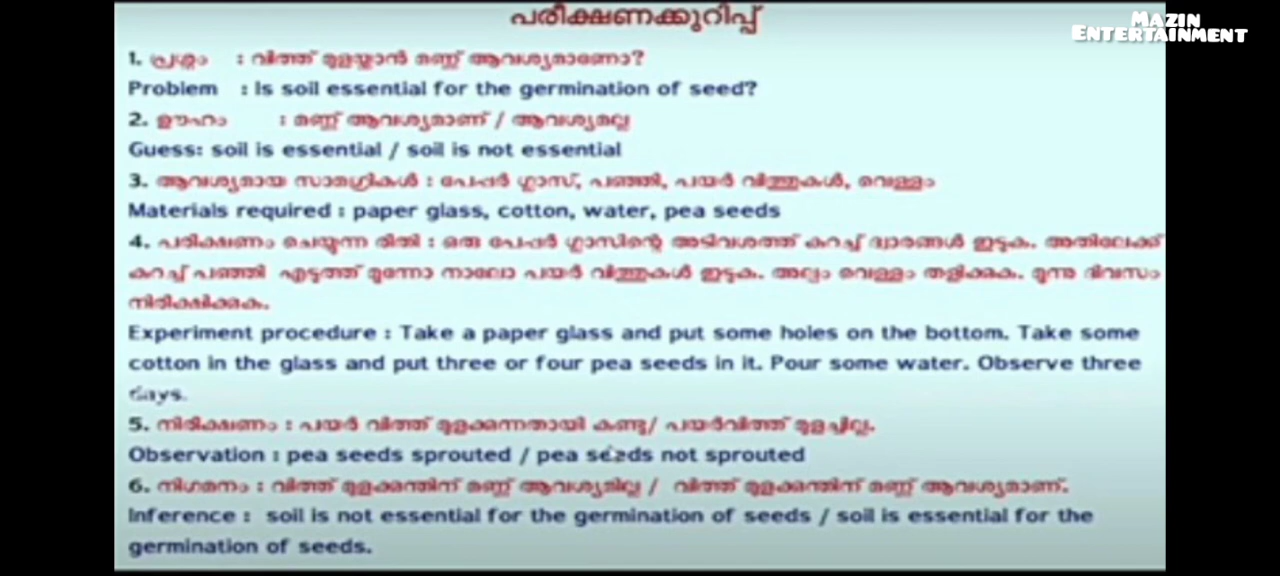 പരീക്ഷണക്കുറിപ്പ്
MAZIN
ENTERTAINMENT
1. പ്രശ്നം : വിത്ത് മുളയ്ക്കാൻ മണ്ണ് ആവശ്യമാണോ?
Problem : Is soil essential for the germination of seed?
2. ഊഹം : മണ്ണ് ആവശ്യമാണ് / ആവശ്യമല്ല
Guess: soil is essential / soil is not essential
3. ആവശ്യമായ സാമഗ്രികൾ : പേപ്പർ ഗ്ലാസ്, പഞ്ഞി, പയർ വിത്തുകൾ, വെള്ളം
Materials required : paper glass, cotton, water, pea seeds
4. പരീക്ഷണം ചെയ്യുന്ന രീതി : ഒരു പേപ്പർ ഗ്ലാസിന്റെ അടിവശത്ത് കുറച്ച് ദ്വാരങ്ങൾ ഇടുക. അതിലേക്ക്
കുറച്ച് പഞ്ഞി എടുത്ത് മൂന്നോ നാലോ പയർ വിത്തുകൾ ഇടുക. അല്പം വെള്ളം തളിക്കുക. മൂന്നു ദിവസം
നിരീക്ഷിക്കുക.
Experiment procedure : Take a paper glass and put some holes on the bottom. Take some
cotton in the glass and put three or four pea seeds in it. Pour some water. Observe three
days.
5. നിരീക്ഷണം : പയർ വിത്ത് മുളക്കുന്നതായി കണ്ടു/ പയർവിത്ത് മുളച്ചില്ല.
Observation : pea seeds sprouted / pea seeds not sprouted
6. നിഗമനം : വിത്ത് മുളക്കുന്നതിന് മണ്ണ് ആവശ്യമില്ല / വിത്ത് മുളക്കുന്നതിന് മണ്ണ് ആവശ്യമാണ്.
Inference : soil is not essential for the germination of seeds / soil is essential for the
germination of seeds.